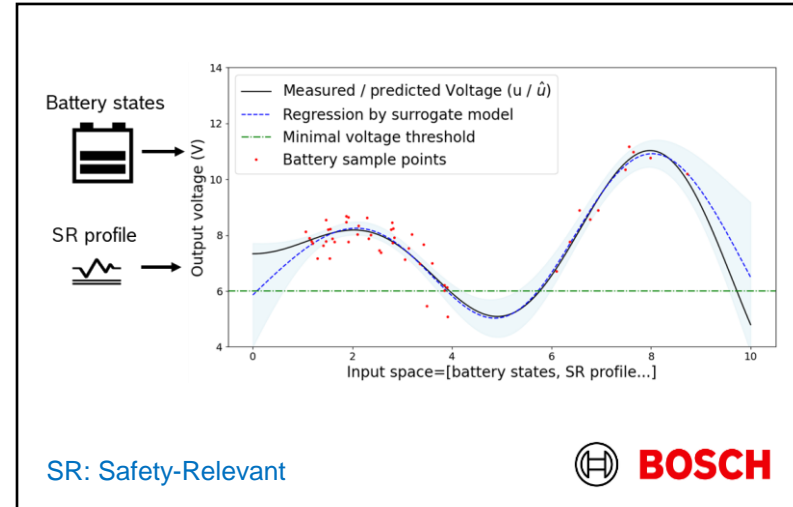 Battery states
SR profile
Output voltage (V)
14
12
10
8
6
4
Measured / predicted Voltage (u / û)
Regression by surrogate model
Minimal voltage threshold
Battery sample points
0 2 4 6 8 10
Input space=[battery states, SR profile...]
SR: Safety-Relevant
BOSCH